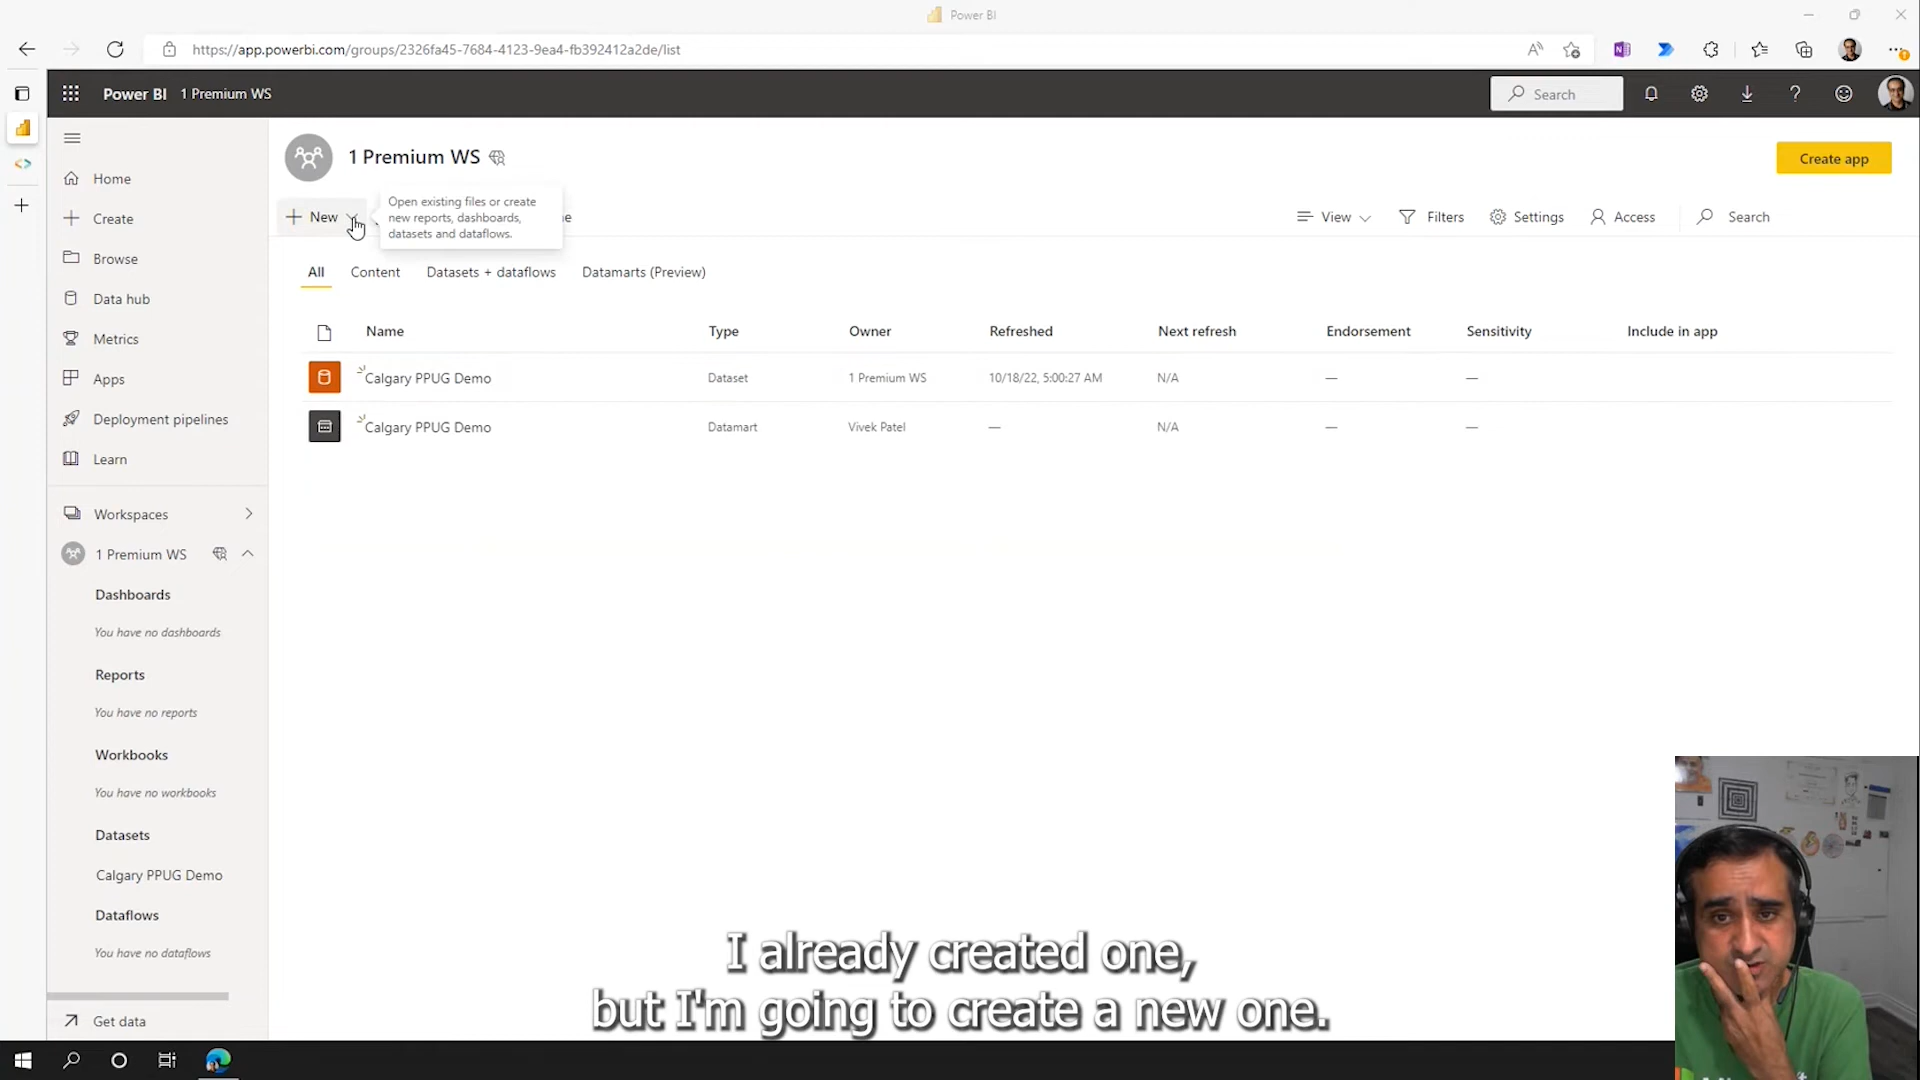 Power BI
https://app.powerbi.com/groups/2326fa45-7684-4123-9ea4-fb392412a2de/list
Power BI 1 Premium WS
Search
1 Premium WS
Create app
New
Open existing files or create
new reports, dashboards,
datasets and dataflows.
View
Filters
Settings
Access
Search
All Content Datasets + dataflows Datamarts (Preview)
Name Type Owner Refreshed Next refresh Endorsement Sensitivity Include in app
Calgary PPUG Demo Dataset 1 Premium WS 10/18/22, 5:00:27 AM N/A — —
Calgary PPUG Demo Datamart Vivek Patel — N/A — —
Home
Create
Browse
Data hub
Metrics
Apps
Deployment pipelines
Learn
Workspaces
1 Premium WS
Dashboards
You have no dashboards
Reports
You have no reports
Workbooks
You have no workbooks
Datasets
Calgary PPUG Demo
Dataflows
You have no dataflows
Get data
I already created one,
but I'm going to create a new one.